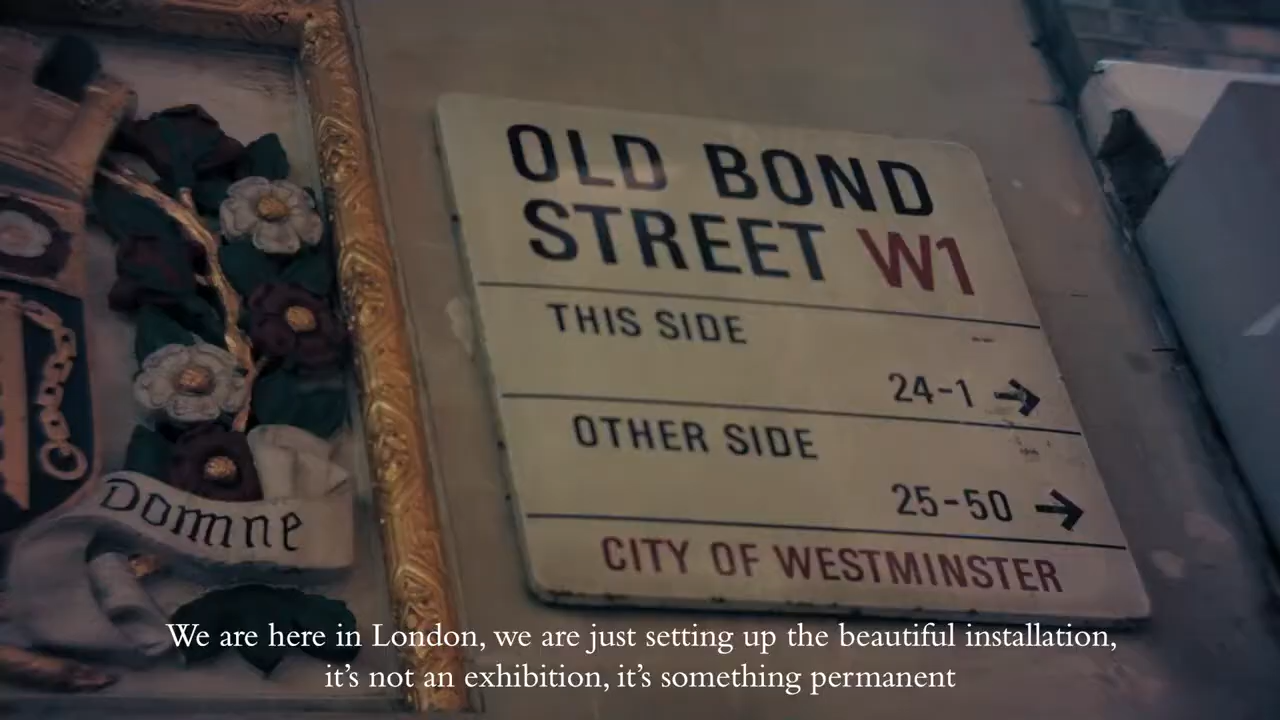 OLD BOND
STREET W1
THIS SIDE
24-1 →
OTHER SIDE
25-50 →
CITY OF WESTMINSTER
Domne
We are here in London, we are just setting up the beautiful installation,
it's not an exhibition, it's something permanent